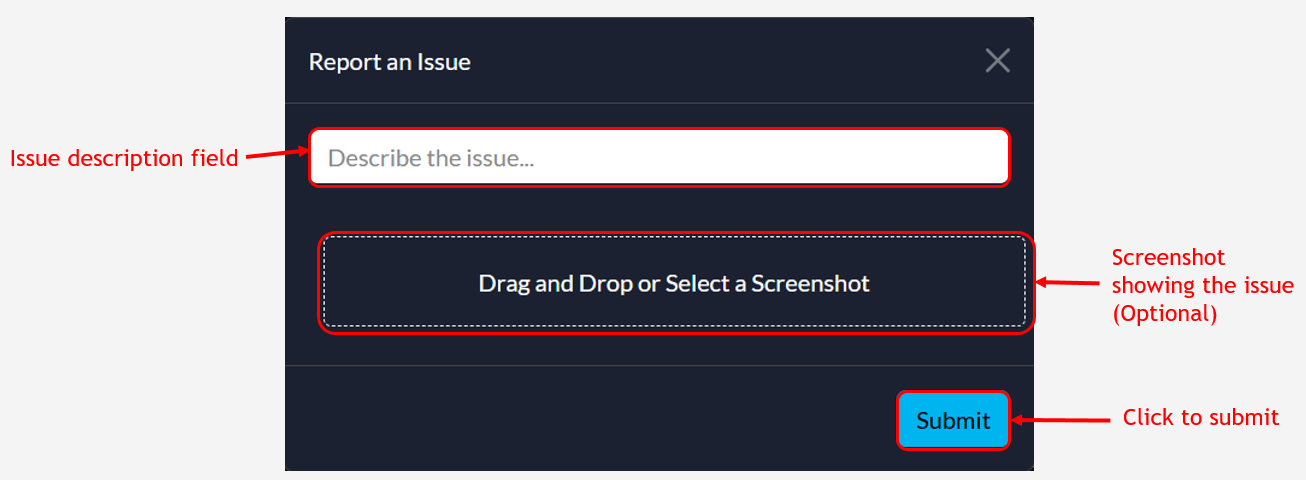 Report an Issue
Issue description field
Describe the issue...
Drag and Drop or Select a Screenshot
Screenshot
showing the issue
(Optional)
Submit
Click to submit